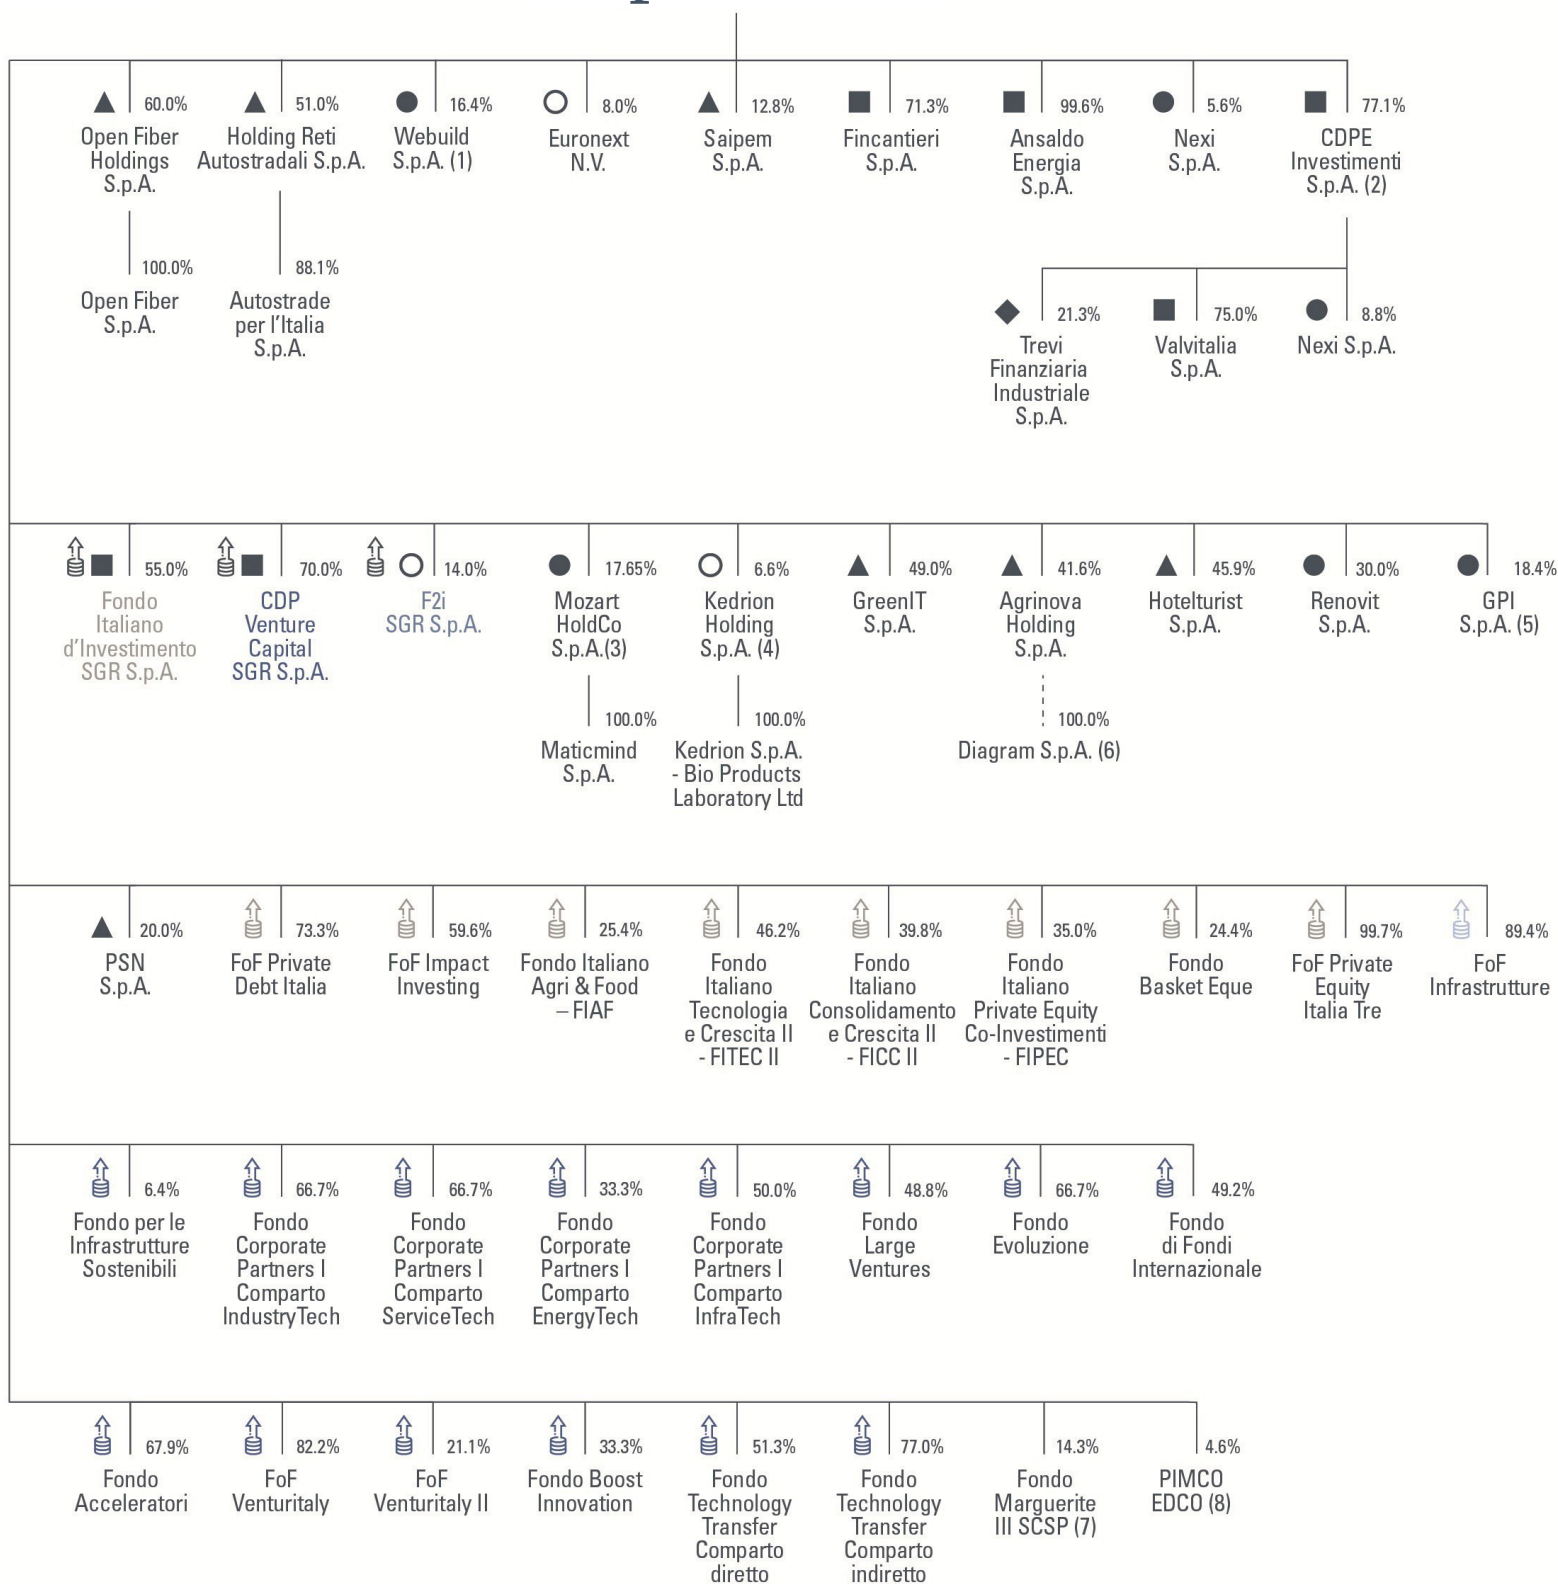 60.0%
Open Fiber
Holdings
S.p.A.
51.0%
Holding Reti
Autostradali S.p.A.
16.4%
Webuild
S.p.A. (1)
8.0%
Euronext
N.V.
12.8%
Saipem
S.p.A.
71.3%
Fincantieri
S.p.A.
99.6%
Ansaldo
Energia
S.p.A.
5.6%
Nexi
S.p.A.
77.1%
CDPE
Investimenti
S.p.A. (2)
100.0%
Open Fiber
S.p.A.
88.1%
Autostrade
per l'Italia
S.p.A.
21.3%
Trevi
Finanziaria
Industriale
S.p.A.
75.0%
Valvitalia
S.p.A.
8.8%
Nexi S.p.A.
55.0%
Fondo
Italiano
d'Investimento
SGR S.p.A.
70.0%
CDP
Venture
Capital
SGR S.p.A.
14.0%
F2i
SGR S.p.A.
17.65%
Mozart
HoldCo
S.p.A.(3)
6.6%
Kedrion
Holding
S.p.A. (4)
49.0%
GreenIT
S.p.A.
41.6%
Agrinova
Holding
S.p.A.
45.9%
Hotelturist
S.p.A.
30.0%
Renovit
S.p.A.
18.4%
GPI
S.p.A. (5)
100.0%
Maticmind
S.p.A.
100.0%
Kedrion S.p.A.
- Bio Products
Laboratory Ltd
100.0%
Diagram S.p.A. (6)
20.0%
PSN
S.p.A.
73.3%
FoF Private
Debt Italia
59.6%
FoF Impact
Investing
25.4%
Fondo Italiano
Agri & Food
– FIAF
46.2%
Fondo
Italiano
Tecnologia
e Crescita II
- FITEC II
39.8%
Fondo
Italiano
Consolidamento
e Crescita II
- FICC II
35.0%
Fondo
Italiano
Private Equity
Co-Investimenti
- FIPEC
24.4%
Fondo
Basket Eque
99.7%
FoF Private
Equity
Italia Tre
89.4%
FoF
Infrastrutture
6.4%
Fondo per le
Infrastrutture
Sostenibili
66.7%
Fondo
Corporate
Partners I
Comparto
IndustryTech
66.7%
Fondo
Corporate
Partners I
Comparto
ServiceTech
33.3%
Fondo
Corporate
Partners I
Comparto
EnergyTech
50.0%
Fondo
Corporate
Partners I
Comparto
InfraTech
48.8%
Fondo
Large
Ventures
66.7%
Fondo
Evoluzione
49.2%
Fondo
di Fondi
Internazionale
67.9%
Fondo
Acceleratori
82.2%
FoF
Venturitaly
21.1%
FoF
Venturitaly II
33.3%
Fondo Boost
Innovation
51.3%
Fondo
Technology
Transfer
Comparto
diretto
77.0%
Fondo
Technology
Transfer
Comparto
indiretto
14.3%
Fondo
Marguerite
III SCSP (7)
4.6%
PIMCO
EDCO (8)